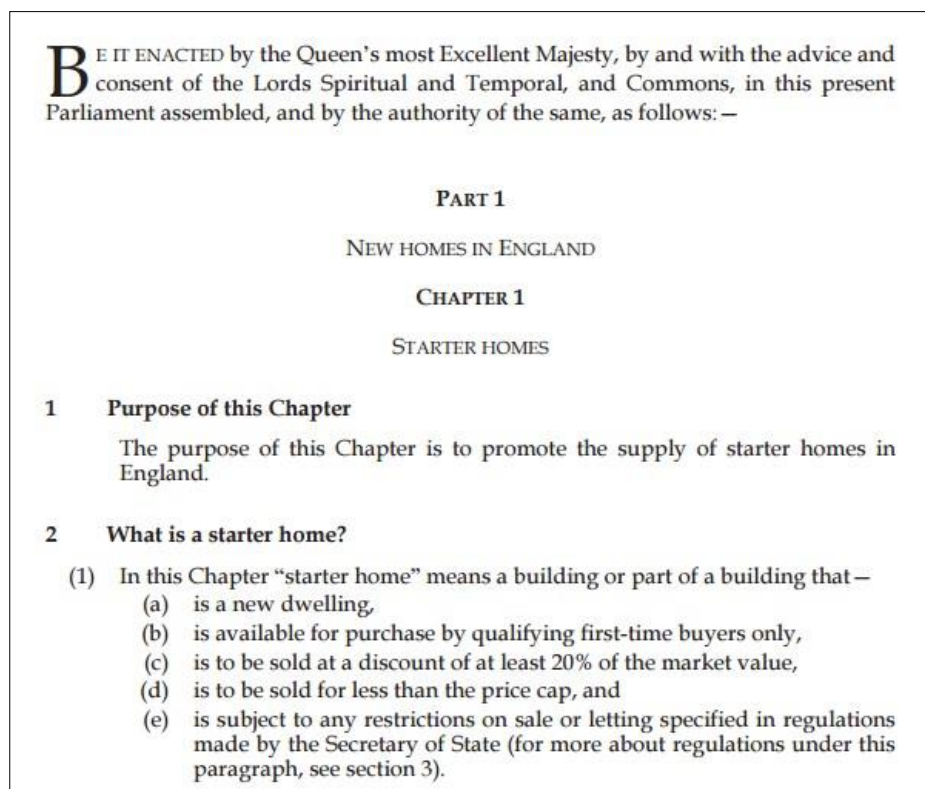 BE IT ENACTED by the Queen's most Excellent Majesty, by and with the advice and
consent of the Lords Spiritual and Temporal, and Commons, in this present
Parliament assembled, and by the authority of the same, as follows:—
PART 1
NEW HOMES IN ENGLAND
CHAPTER 1
STARTER HOMES
1 Purpose of this Chapter
The purpose of this Chapter is to promote the supply of starter homes in
England.
2 What is a starter home?
(1) In this Chapter “starter home” means a building or part of a building that—
(a) is a new dwelling,
(b) is available for purchase by qualifying first-time buyers only,
(c) is to be sold at a discount of at least 20% of the market value,
(d) is to be sold for less than the price cap, and
(e) is subject to any restrictions on sale or letting specified in regulations
made by the Secretary of State (for more about regulations under this
paragraph, see section 3).